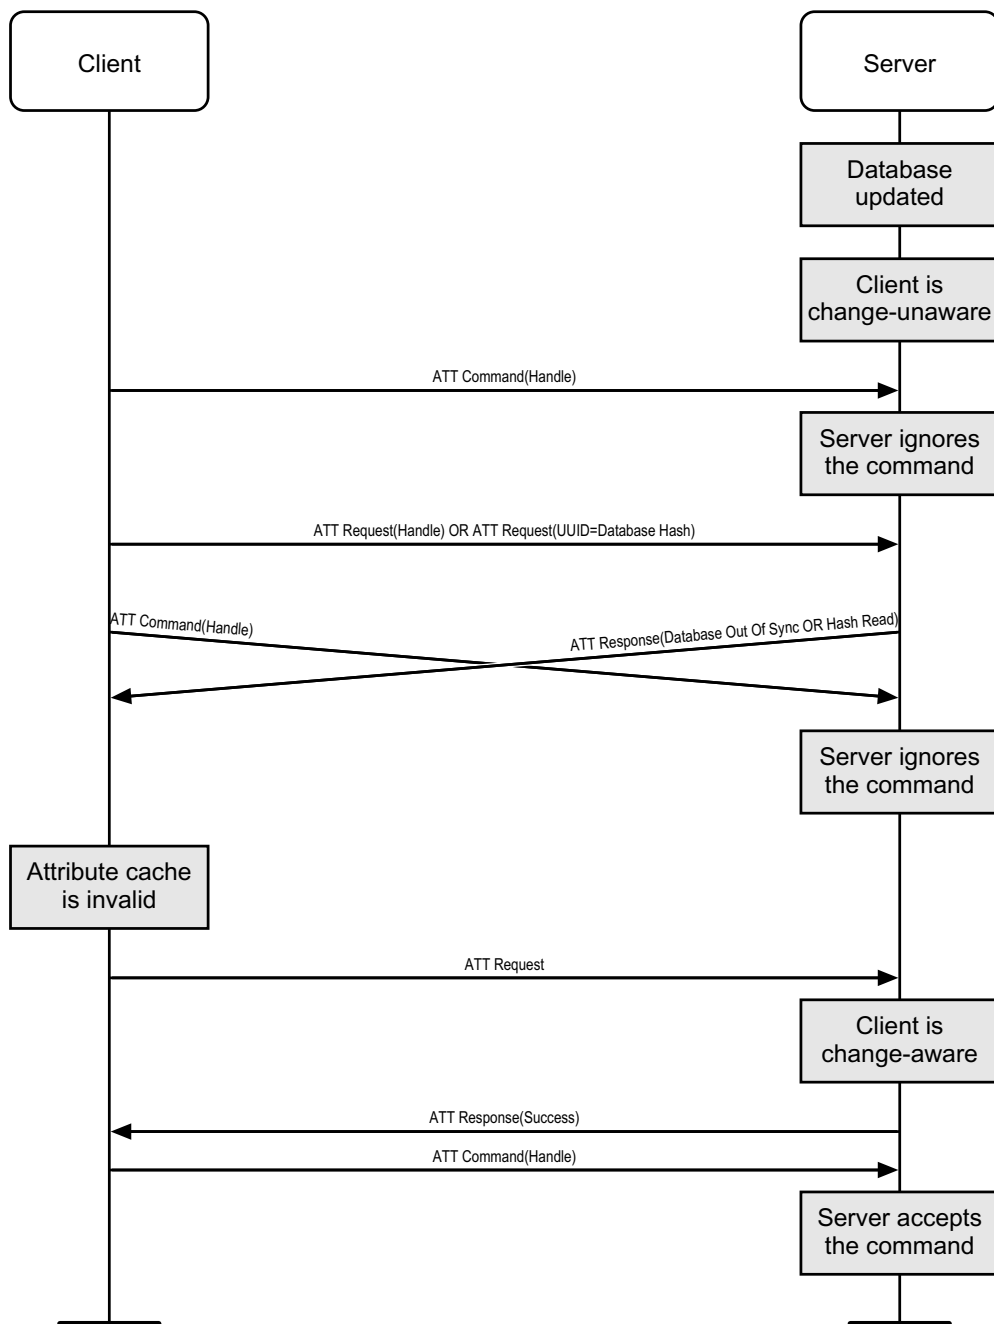 Client
Server
Database
updated
Client is
change-unaware
ATT Command(Handle)
Server ignores
the command
ATT Request(Handle) OR ATT Request(UUID=Database Hash)
ATT Command(Handle)
ATT Response(Database Out Of Sync OR Hash Read)
Server ignores
the command
Attribute cache
is invalid
ATT Request
Client is
change-aware
ATT Response(Success)
ATT Command(Handle)
Server accepts
the command